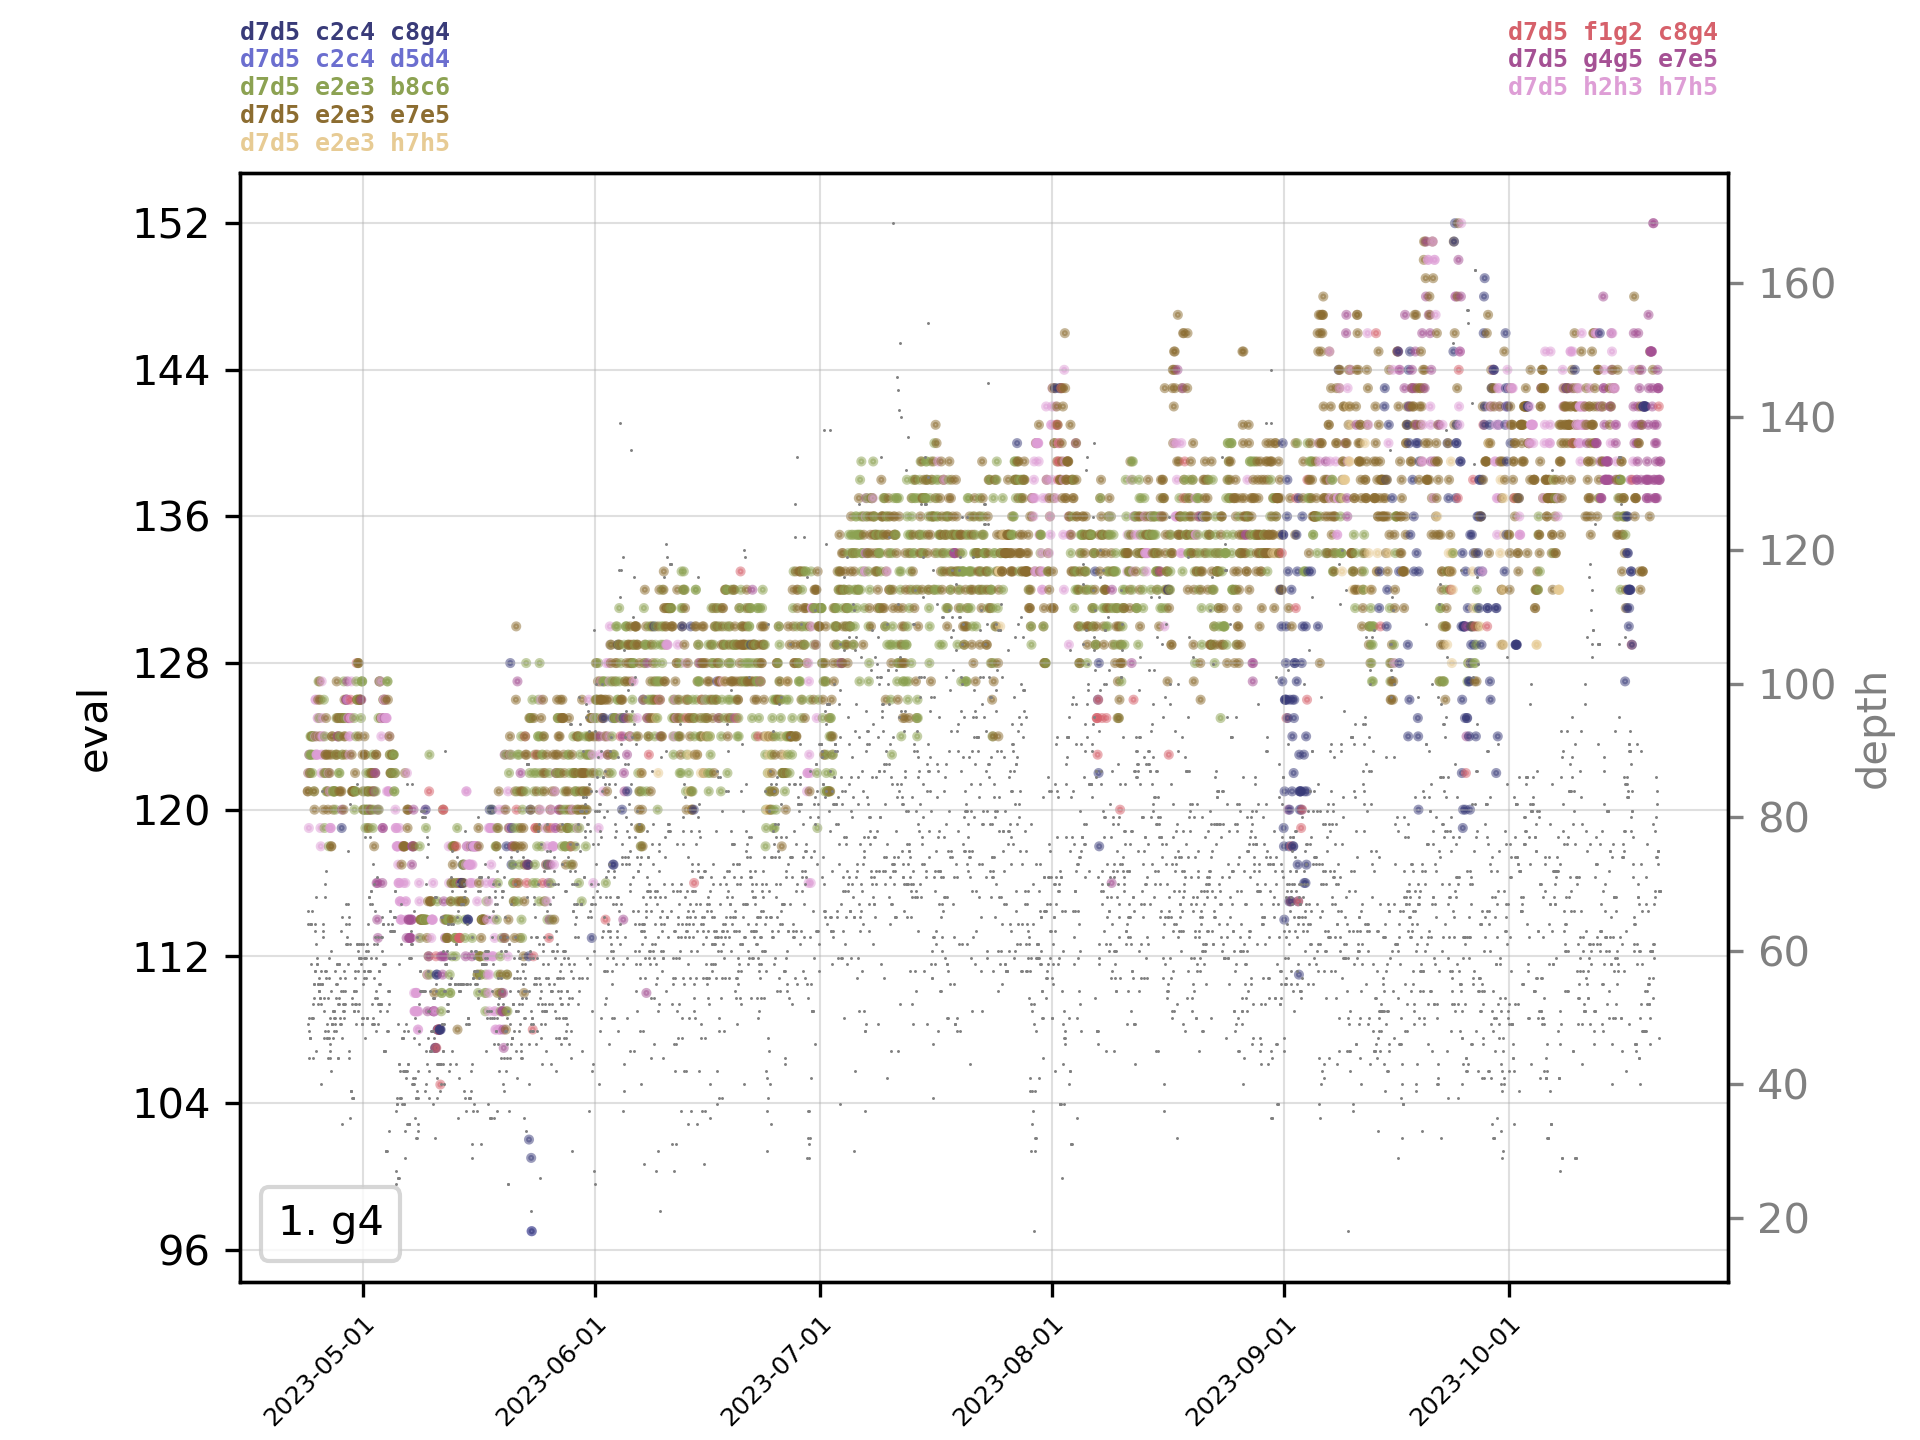 d7d5 c2c4 c8g4
d7d5 c2c4 d5d4
d7d5 e2e3 b8c6
d7d5 e2e3 e7e5
d7d5 e2e3 h7h5
d7d5 f1g2 c8g4
d7d5 g4g5 e7e5
d7d5 h2h3 h7h5
152
144
136
128
120
112
104
96
eval
160
140
120
100
80
60
40
20
depth
1. g4
2023-05-01
2023-06-01
2023-07-01
2023-08-01
2023-09-01
2023-10-01